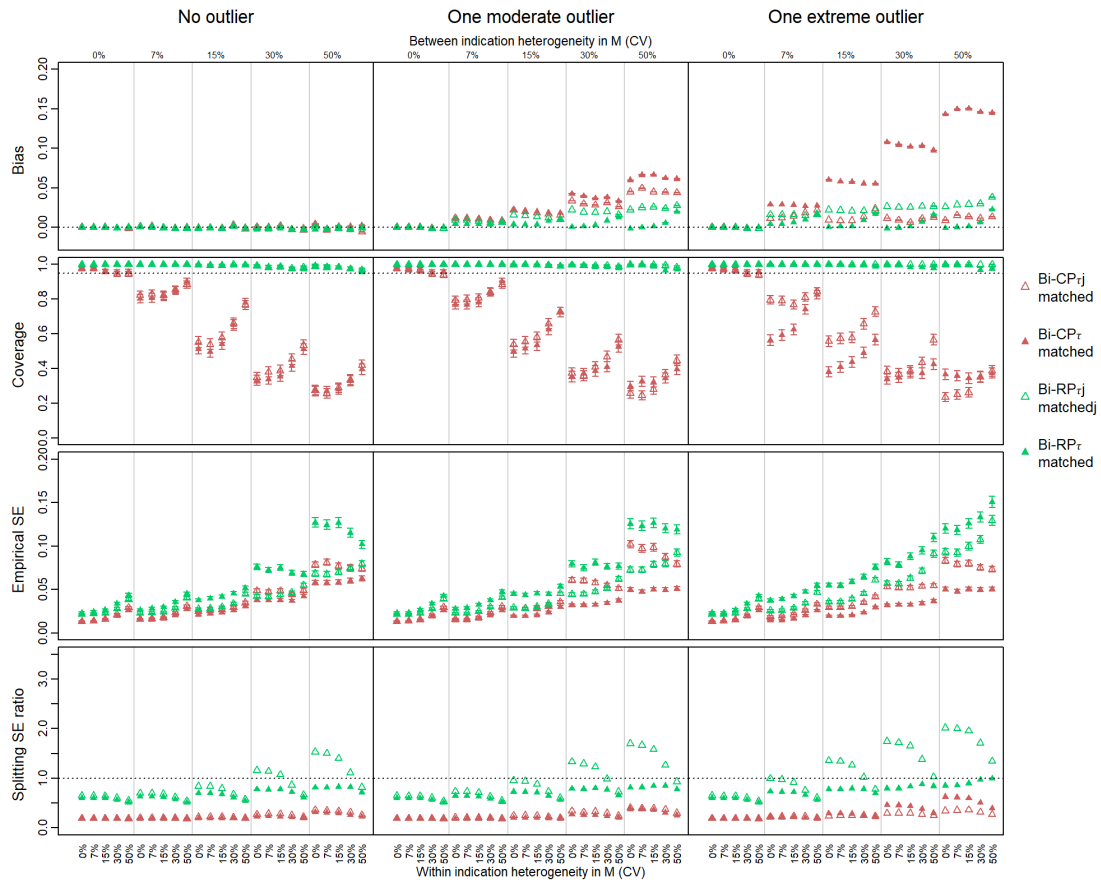 No outlier
One moderate outlier
One extreme outlier
Between indication heterogeneity in M (CV)
0% 7% 15% 30% 50% 0% 7% 15% 30% 50% 0% 7% 15% 30% 50%
Bias
0.20
0.15
0.10
0.05
0.00
Coverage
1.0
0.8
0.6
0.4
0.2
0.0
Empirical SE
0.20
0.15
0.10
0.05
0.00
Splitting SE ratio
3.0
2.0
1.0
0.0
0% 7% 15% 30% 50% 0% 7% 15% 30% 50% 0% 7% 15% 30% 50% 0% 7% 15% 30% 50% 0% 7% 15% 30% 50% 0% 7% 15% 30% 50% 0% 7% 15% 30% 50% 0% 7% 15% 30% 50% 0% 7% 15% 30% 50% 0% 7% 15% 30% 50% 0% 7% 15% 30% 50% 0% 7% 15% 30% 50% 0% 7% 15% 30% 50% 0% 7% 15% 30% 50% 0% 7% 15% 30% 50%
Within indication heterogeneity in M (CV)
Bi-CPτj
matched
Bi-CPτ
matched
Bi-RPτj
matchedj
Bi-RPτ
matched